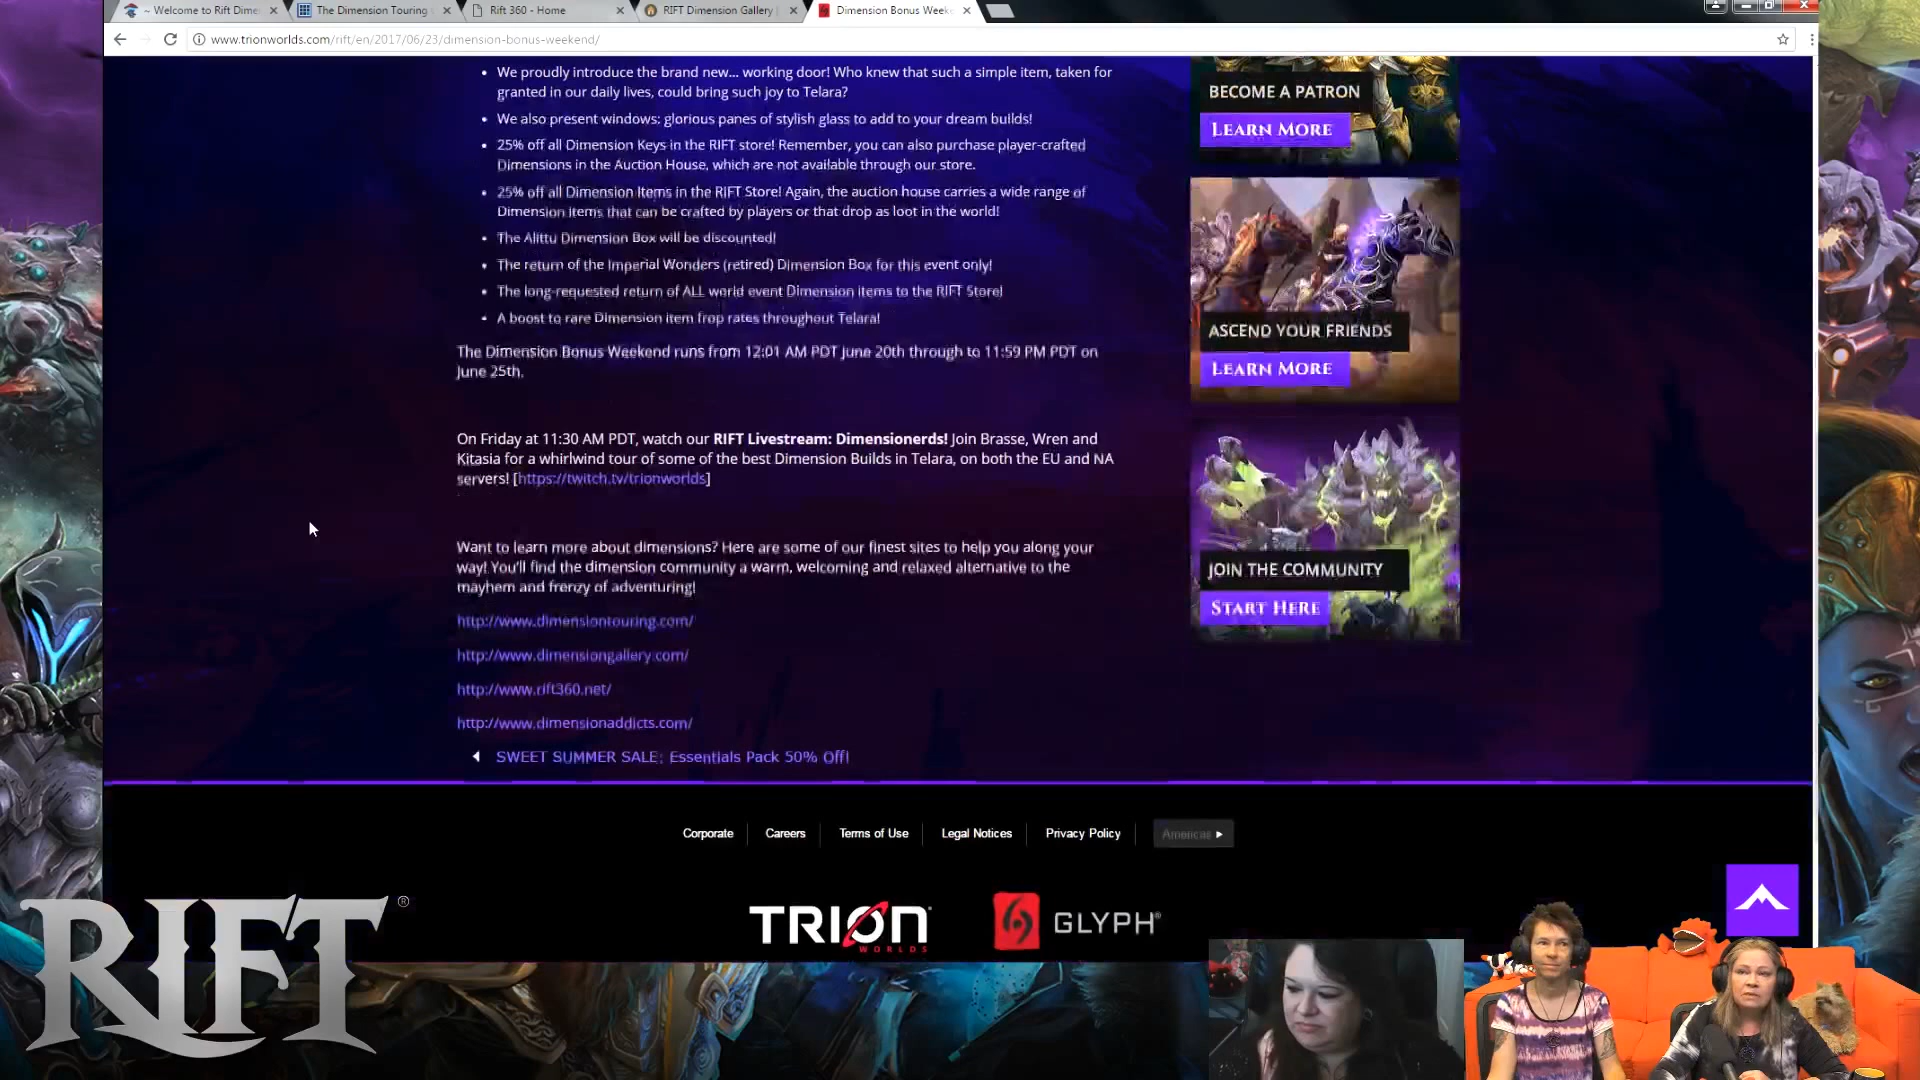 ~ Welcome to Rift Dime
The Dimension Touring
Rift 360 - Home
RIFT Dimension Gallery
Dimension Bonus Week
www.trionworlds.com/rift/en/2017/06/23/dimension-bonus-weekend/
We proudly introduce the brand new... working door! Who knew that such a simple item, taken for
granted in our daily lives, could bring such joy to Telara?
We also present windows: glorious panes of stylish glass to add to your dream builds!
25% off all Dimension Keys in the RIFT store! Remember, you can also purchase player-crafted
Dimensions in the Auction House, which are not available through our store.
25% off all Dimension Items in the RIFT Store! Again, the auction house carries a wide range of
Dimension items that can be crafted by players or that drop as loot in the world!
The Alittu Dimension Box will be discounted!
The return of the Imperial Wonders (retired) Dimension Box for this event only!
The long-requested return of ALL world event Dimension items to the RIFT Store!
A boost to rare Dimension item frop rates throughout Telara!
The Dimension Bonus Weekend runs from 12:01 AM PDT June 20th through to 11:59 PM PDT on
June 25th.
On Friday at 11:30 AM PDT, watch our RIFT Livestream: Dimensionerds! Join Brasse, Wren and
Kitasia for a whirlwind tour of some of the best Dimension Builds in Telara, on both the EU and NA
servers! [https://twitch.tv/trionworlds]
Want to learn more about dimensions? Here are some of our finest sites to help you along your
way! You'll find the dimension community a warm, welcoming and relaxed alternative to the
mayhem and frenzy of adventuring!
http://www.dimensiontouring.com/
http://www.dimensiongallery.com/
http://www.rift360.net/
http://www.dimensionaddicts.com/
SWEET SUMMER SALE: Essentials Pack 50% Off!
BECOME A PATRON
LEARN MORE
ASCEND YOUR FRIENDS
LEARN MORE
JOIN THE COMMUNITY
START HERE
Corporate
Careers
Terms of Use
Legal Notices
Privacy Policy
Americas
RIFT®
TRION
WORLDS
GLYPH®